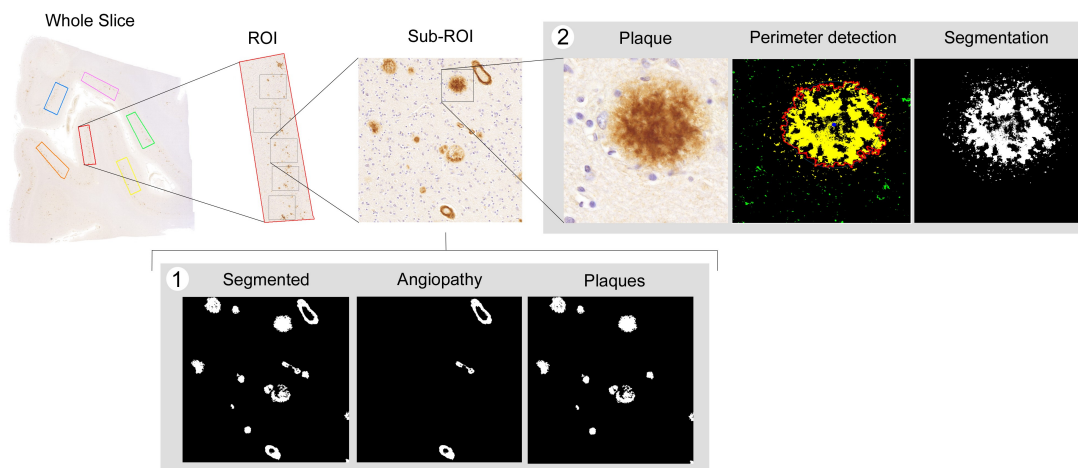 Whole Slice
ROI
Sub-ROI
2
Plaque
Perimeter detection
Segmentation
1
Segmented
Angiopathy
Plaques